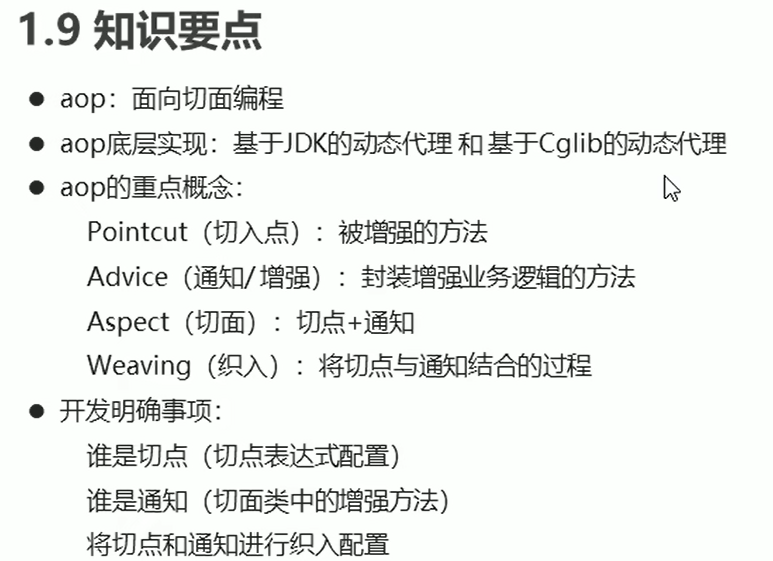 1.9 知识要点
● aop：面向切面编程
● aop底层实现：基于JDK的动态代理 和 基于Cglib的动态代理
● aop的重点概念：
Pointcut（切入点）：被增强的方法
Advice（通知/ 增强）：封装增强业务逻辑的方法
Aspect（切面）：切点+通知
Weaving（织入）：将切点与通知结合的过程
● 开发明确事项：
谁是切点（切点表达式配置）
谁是通知（切面类中的增强方法）
将切点和通知进行织入配置